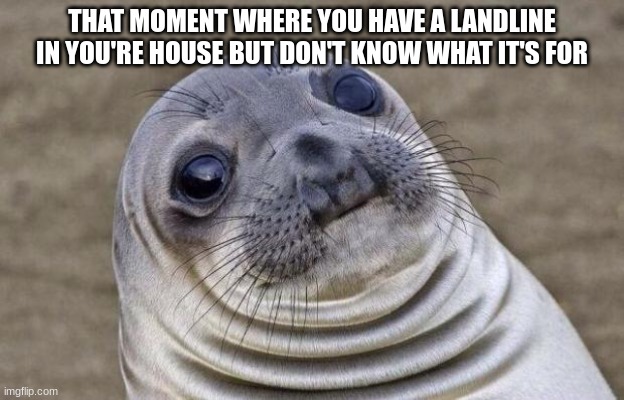 THAT MOMENT WHERE YOU HAVE A LANDLINE
IN YOU'RE HOUSE BUT DON'T KNOW WHAT IT'S FOR
imgflip.com